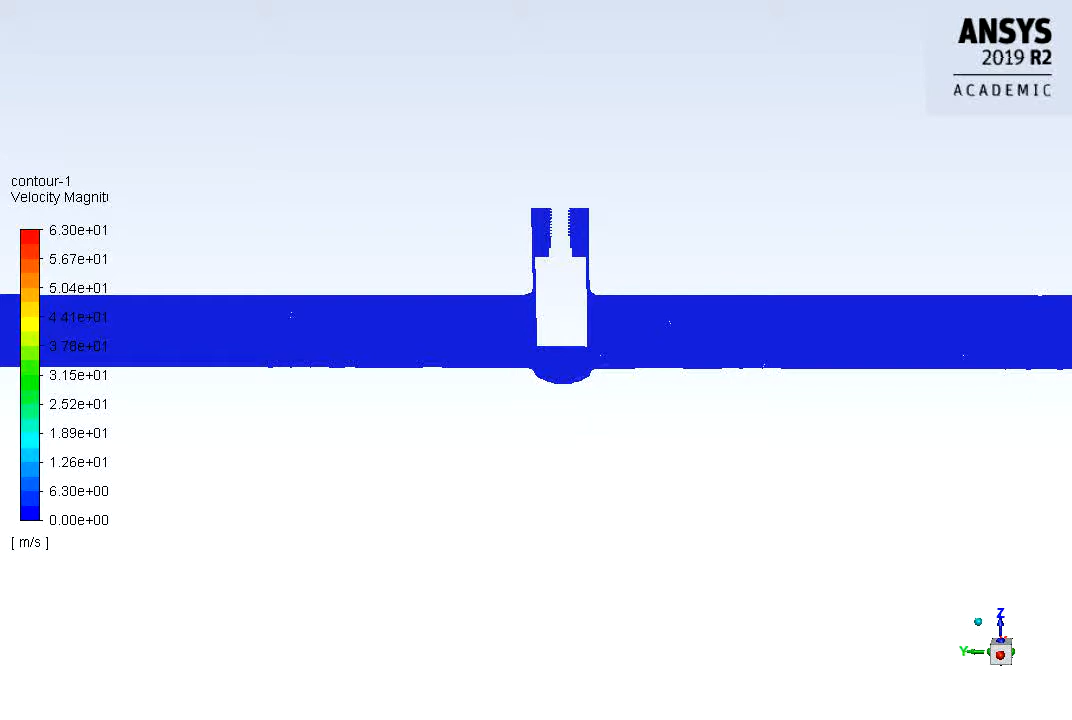 ANSYS
2019 R2
ACADEMIC
contour-1
Velocity Magnitu
6.30e+01
5.67e+01
5.04e+01
4.41e+01
3.78e+01
3.15e+01
2.52e+01
1.89e+01
1.26e+01
6.30e+00
0.00e+00
[ m/s ]
Z
Y